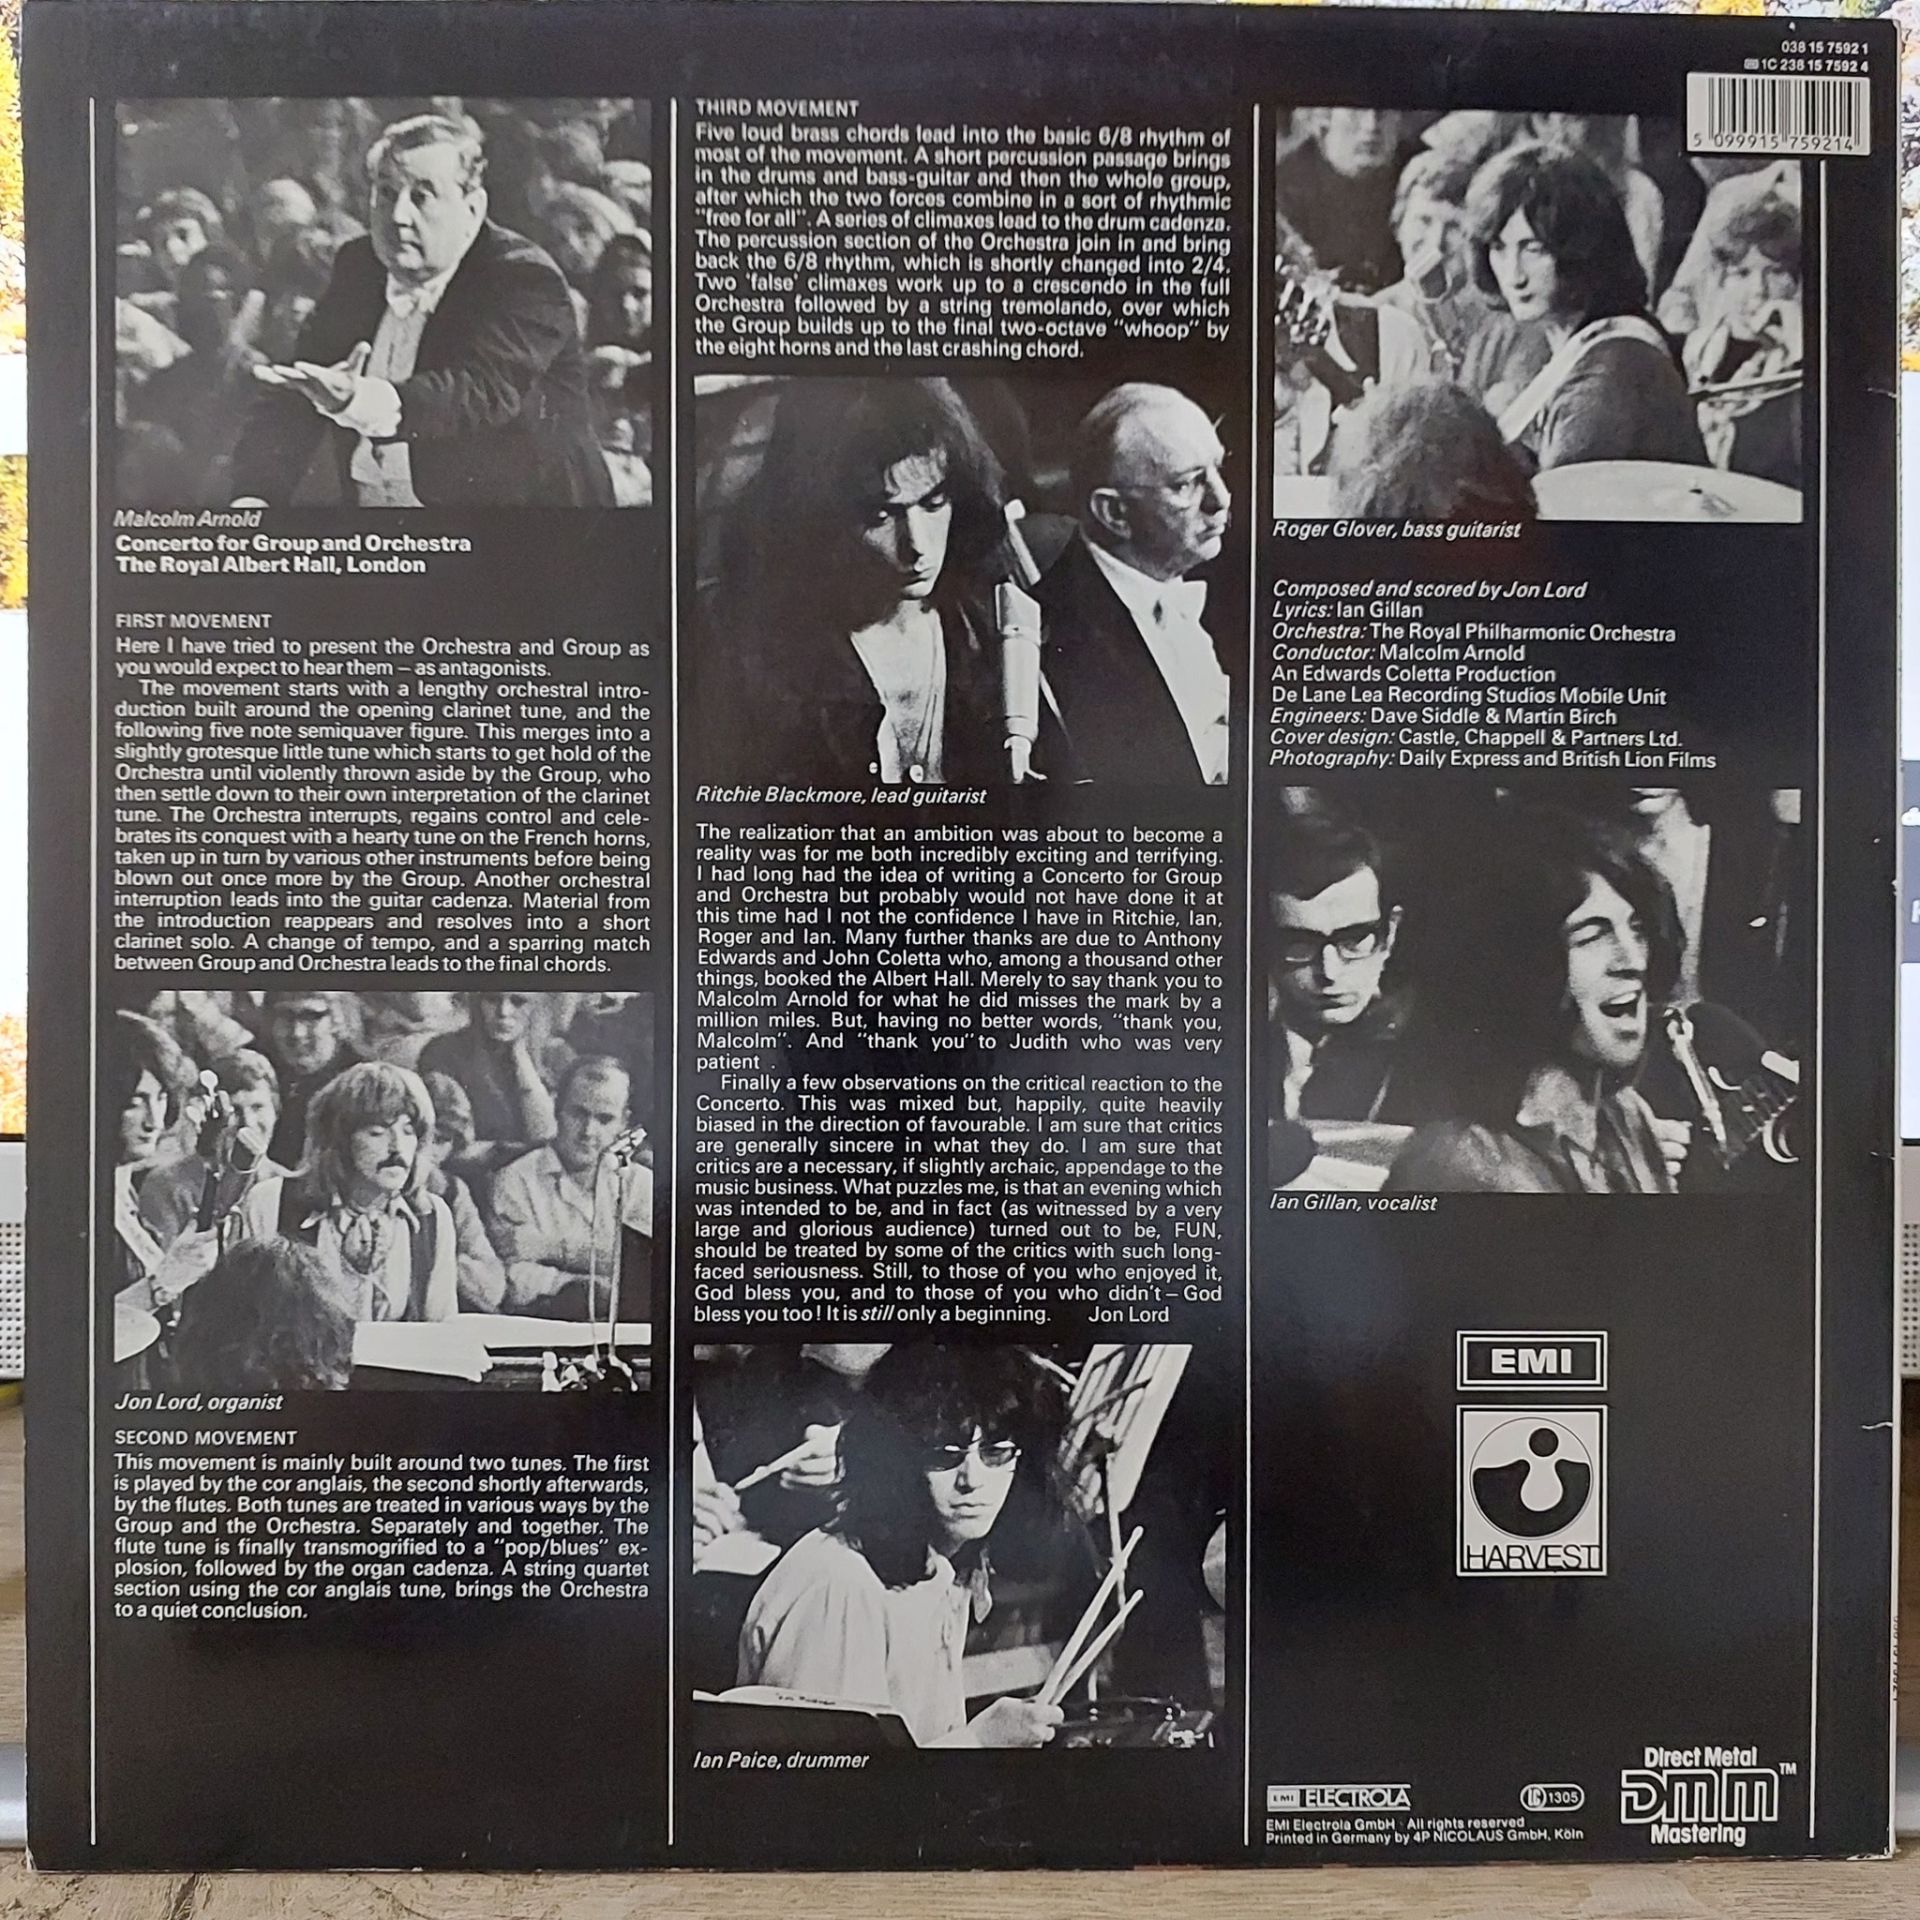 Malcolm Arnold
Concerto for Group and Orchestra
The Royal Albert Hall, London
FIRST MOVEMENT
Here I have tried to present the Orchestra and Group as
you would expect to hear them – as antagonists.
The movement starts with a lengthy orchestral intro-
duction built around the opening clarinet tune, and the
following five note semiquaver figure. This merges into a
slightly grotesque little tune which starts to get hold of the
Orchestra until violently thrown aside by the Group, who
then settle down to their own interpretation of the clarinet
tune. The Orchestra interrupts, regains control and cele-
brates its conquest with a hearty tune on the French horns,
taken up in turn by various other instruments before being
blown out once more by the Group. Another orchestral
interruption leads into the guitar cadenza. Material from
the introduction reappears and resolves into a short
clarinet solo. A change of tempo, and a sparring match
between Group and Orchestra leads to the final chords.
Jon Lord, organist
SECOND MOVEMENT
This movement is mainly built around two tunes. The first
is played by the cor anglais, the second shortly afterwards,
by the flutes. Both tunes are treated in various ways by the
Group and the Orchestra. Separately and together. The
flute tune is finally transmogrified to a "pop/blues" ex-
plosion, followed by the organ cadenza. A string quartet
section using the cor anglais tune, brings the Orchestra
to a quiet conclusion.
THIRD MOVEMENT
Five loud brass chords lead into the basic 6/8 rhythm of
most of the movement. A short percussion passage brings
in the drums and bass-guitar and then the whole group,
after which the two forces combine in a sort of rhythmic
"free for all". A series of climaxes lead to the drum cadenza.
The percussion section of the Orchestra join in and bring
back the 6/8 rhythm, which is shortly changed into 2/4.
Two 'false' climaxes work up to a crescendo in the full
Orchestra followed by a string tremolando, over which
the Group builds up to the final two-octave "whoop" by
the eight horns and the last crashing chord.
Ritchie Blackmore, lead guitarist
The realization that an ambition was about to become a
reality was for me both incredibly exciting and terrifying.
I had long had the idea of writing a Concerto for Group
and Orchestra but probably would not have done it at
this time had I not the confidence I have in Ritchie, Ian,
Roger and Ian. Many further thanks are due to Anthony
Edwards and John Coletta who, among a thousand other
things, booked the Albert Hall. Merely to say thank you to
Malcolm Arnold for what he did misses the mark by a
million miles. But, having no better words, "thank you,
Malcolm". And "thank you" to Judith who was very
patient .
Finally a few observations on the critical reaction to the
Concerto. This was mixed but, happily, quite heavily
biased in the direction of favourable. I am sure that critics
are generally sincere in what they do. I am sure that
critics are a necessary, if slightly archaic, appendage to the
music business. What puzzles me, is that an evening which
was intended to be, and in fact (as witnessed by a very
large and glorious audience) turned out to be, FUN,
should be treated by some of the critics with such long-
faced seriousness. Still, to those of you who enjoyed it,
God bless you, and to those of you who didn't – God
bless you too! It is still only a beginning. Jon Lord
Ian Paice, drummer
038 15 7592 1
1C 238 15 7592 4
5 099915 759214
Roger Glover, bass guitarist
Composed and scored by Jon Lord
Lyrics: Ian Gillan
Orchestra: The Royal Philharmonic Orchestra
Conductor: Malcolm Arnold
An Edwards Coletta Production
De Lane Lea Recording Studios Mobile Unit
Engineers: Dave Siddle & Martin Birch
Cover design: Castle, Chappell & Partners Ltd.
Photography: Daily Express and British Lion Films
Ian Gillan, vocalist
EMI
HARVEST
EMI ELECTROLA
LC 1305
EMI Electrola GmbH · All rights reserved
Printed in Germany by 4P NICOLAUS GmbH, Köln
Direct Metal
DMM TM
Mastering